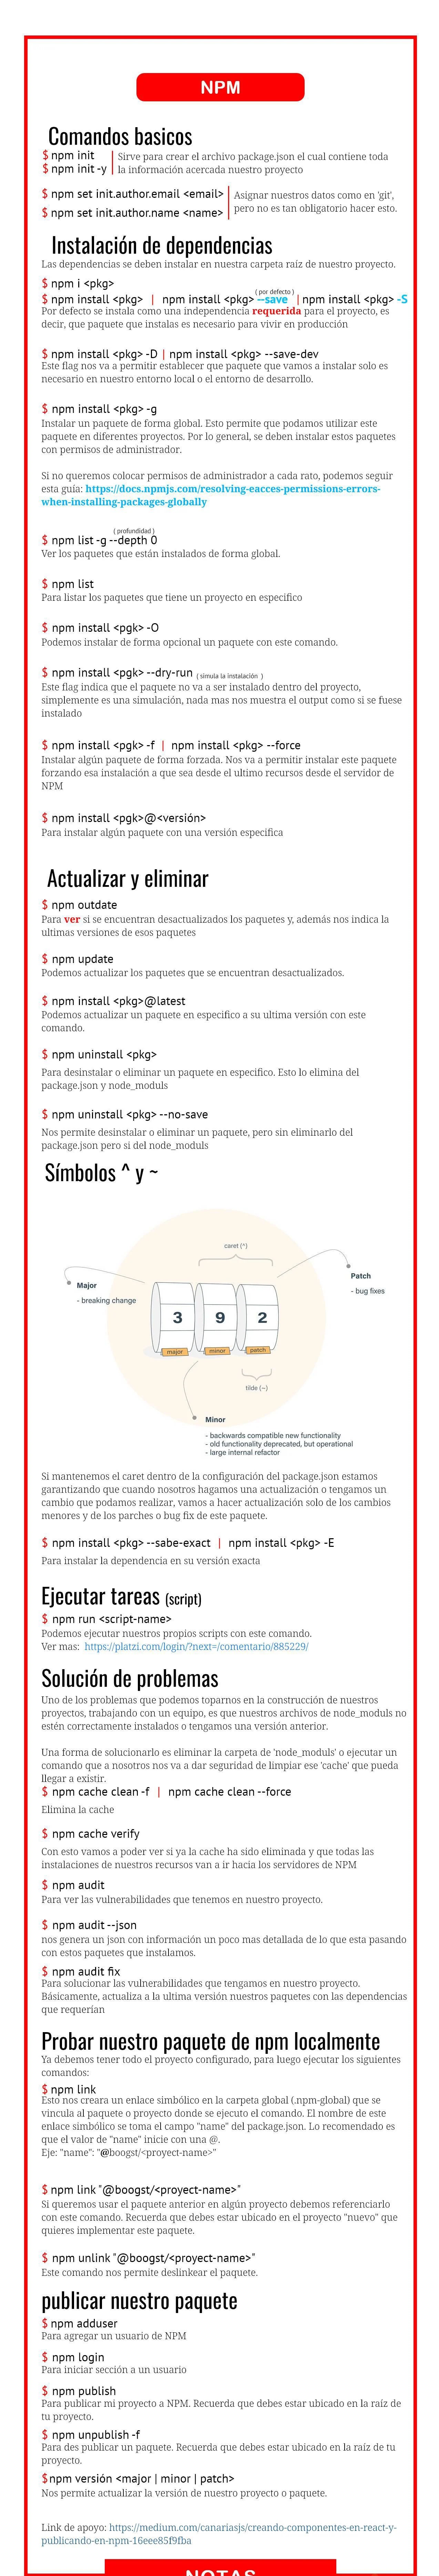 NPM
Comandos basicos
$ npm init
$ npm init -y
Sirve para crear el archivo package.json el cual contiene toda
la información acercada nuestro proyecto
$ npm set init.author.email <email>
$ npm set init.author.name <name>
Asignar nuestros datos como en 'git',
pero no es tan obligatorio hacer esto.
Instalación de dependencias
Las dependencias se deben instalar en nuestra carpeta raíz de nuestro proyecto.
$ npm i <pkg>
( por defecto )
$ npm install <pkg> | npm install <pkg> --save | npm install <pkg> -S
Por defecto se instala como una independencia requerida para el proyecto, es
decir, que paquete que instalas es necesario para vivir en producción
$ npm install <pkg> -D | npm install <pkg> --save-dev
Este flag nos va a permitir establecer que paquete que vamos a instalar solo es
necesario en nuestro entorno local o el entorno de desarrollo.
$ npm install <pkg> -g
Instalar un paquete de forma global. Esto permite que podamos utilizar este
paquete en diferentes proyectos. Por lo general, se deben instalar estos paquetes
con permisos de administrador.
Si no queremos colocar permisos de administrador a cada rato, podemos seguir
esta guía: https://docs.npmjs.com/resolving-eacces-permissions-errors-
when-installing-packages-globally
( profundidad )
$ npm list -g --depth 0
Ver los paquetes que están instalados de forma global.
$ npm list
Para listar los paquetes que tiene un proyecto en especifico
$ npm install <pgk> -O
Podemos instalar de forma opcional un paquete con este comando.
$ npm install <pgk> --dry-run ( simula la instalación )
Este flag indica que el paquete no va a ser instalado dentro del proyecto,
simplemente es una simulación, nada mas nos muestra el output como si se fuese
instalado
$ npm install <pgk> -f | npm install <pkg> --force
Instalar algún paquete de forma forzada. Nos va a permitir instalar este paquete
forzando esa instalación a que sea desde el ultimo recursos desde el servidor de
NPM
$ npm install <pgk>@<versión>
Para instalar algún paquete con una versión especifica
Actualizar y eliminar
$ npm outdate
Para ver si se encuentran desactualizados los paquetes y, además nos indica la
ultimas versiones de esos paquetes
$ npm update
Podemos actualizar los paquetes que se encuentran desactualizados.
$ npm install <pkg>@latest
Podemos actualizar un paquete en especifico a su ultima versión con este
comando.
$ npm uninstall <pkg>
Para desinstalar o eliminar un paquete en especifico. Esto lo elimina del
package.json y node_moduls
$ npm uninstall <pkg> --no-save
Nos permite desinstalar o eliminar un paquete, pero sin eliminarlo del
package.json pero si del node_moduls
Símbolos ^ y ~
caret (^)
Major
- breaking change
Patch
- bug fixes
3 9 2
major minor patch
tilde (~)
Minor
- backwards compatible new functionality
- old functionality deprecated, but operational
- large internal refactor
Si mantenemos el caret dentro de la configuración del package.json estamos
garantizando que cuando nosotros hagamos una actualización o tengamos un
cambio que podamos realizar, vamos a hacer actualización solo de los cambios
menores y de los parches o bug fix de este paquete.
$ npm install <pkg> --sabe-exact | npm install <pkg> -E
Para instalar la dependencia en su versión exacta
Ejecutar tareas (script)
$ npm run <script-name>
Podemos ejecutar nuestros propios scripts con este comando.
Ver mas: https://platzi.com/login/?next=/comentario/885229/
Solución de problemas
Uno de los problemas que podemos toparnos en la construcción de nuestros
proyectos, trabajando con un equipo, es que nuestros archivos de node_moduls no
estén correctamente instalados o tengamos una versión anterior.
Una forma de solucionarlo es eliminar la carpeta de 'node_moduls' o ejecutar un
comando que a nosotros nos va a dar seguridad de limpiar ese 'cache' que pueda
llegar a existir.
$ npm cache clean -f | npm cache clean --force
Elimina la cache
$ npm cache verify
Con esto vamos a poder ver si ya la cache ha sido eliminada y que todas las
instalaciones de nuestros recursos van a ir hacia los servidores de NPM
$ npm audit
Para ver las vulnerabilidades que tenemos en nuestro proyecto.
$ npm audit --json
nos genera un json con información un poco mas detallada de lo que esta pasando
con estos paquetes que instalamos.
$ npm audit fix
Para solucionar las vulnerabilidades que tengamos en nuestro proyecto.
Básicamente, actualiza a la ultima versión nuestros paquetes con las dependencias
que requerían
Probar nuestro paquete de npm localmente
Ya debemos tener todo el proyecto configurado, para luego ejecutar los siguientes
comandos:
$ npm link
Esto nos creara un enlace simbólico en la carpeta global (.npm-global) que se
vincula al paquete o proyecto donde se ejecuto el comando. El nombre de este
enlace simbólico se toma el campo "name" del package.json. Lo recomendado es
que el valor de "name" inicie con una @.
Eje: "name": "@boogst/<proyect-name>"
$ npm link "@boogst/<proyect-name>"
Si queremos usar el paquete anterior en algún proyecto debemos referenciarlo
con este comando. Recuerda que debes estar ubicado en el proyecto "nuevo" que
quieres implementar este paquete.
$ npm unlink "@boogst/<proyect-name>"
Este comando nos permite deslinkear el paquete.
publicar nuestro paquete
$ npm adduser
Para agregar un usuario de NPM
$ npm login
Para iniciar sección a un usuario
$ npm publish
Para publicar mi proyecto a NPM. Recuerda que debes estar ubicado en la raíz de
tu proyecto.
$ npm unpublish -f
Para des publicar un paquete. Recuerda que debes estar ubicado en la raíz de tu
proyecto.
$ npm versión <major | minor | patch>
Nos permite actualizar la versión de nuestro proyecto o paquete.
Link de apoyo: https://medium.com/canariasjs/creando-componentes-en-react-y-
publicando-en-npm-16eee85f9fba
NOTAS